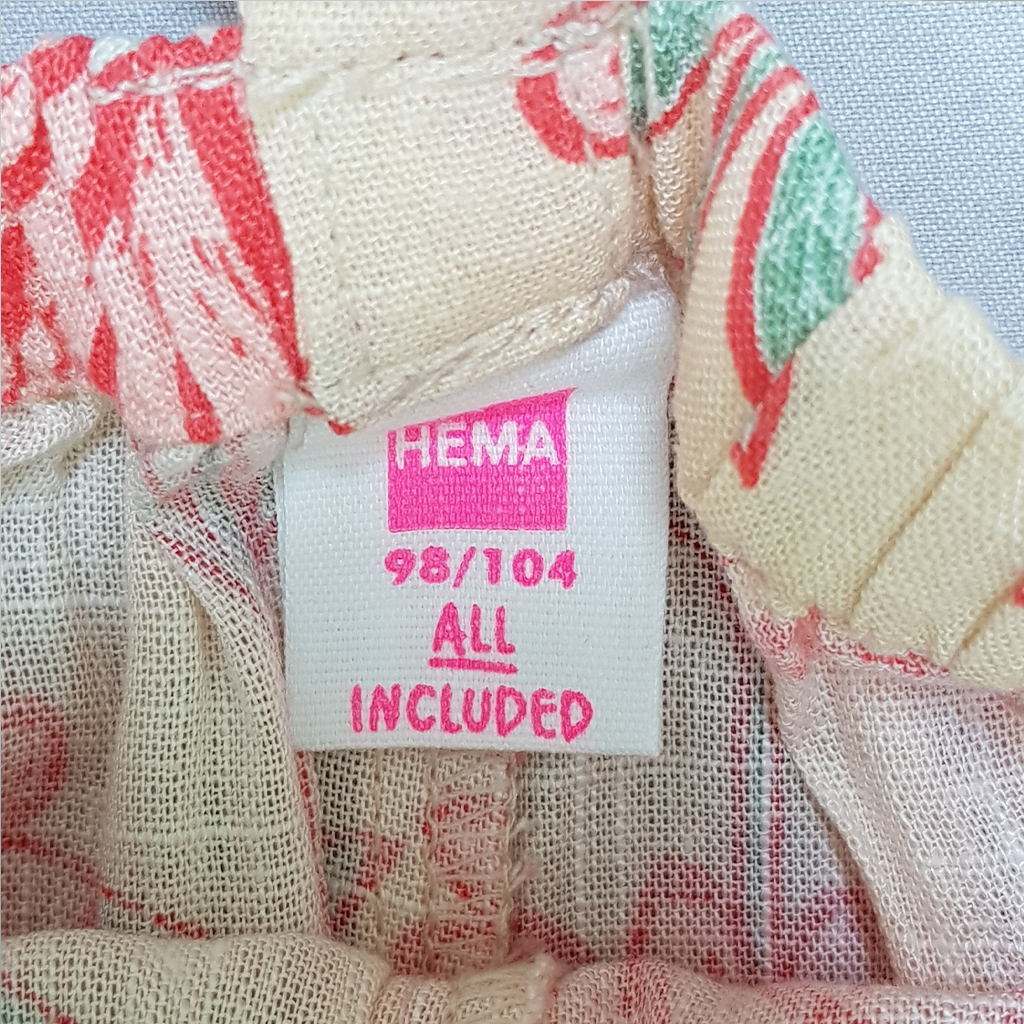 HEMA
98/104
ALL
INCLUDED